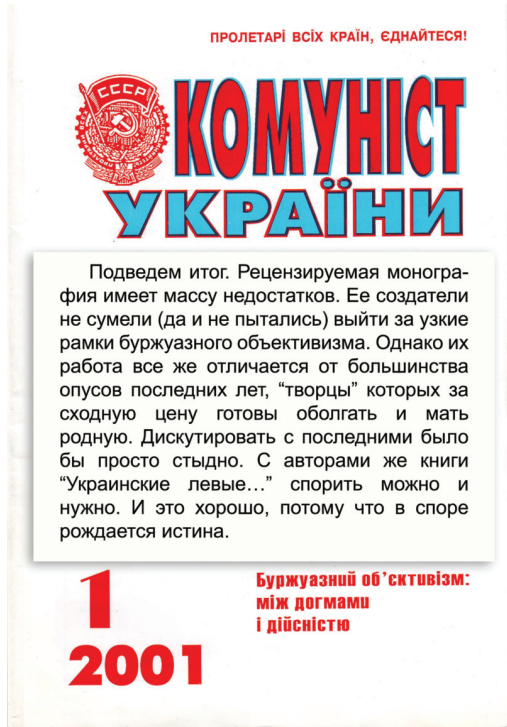 ПРОЛЕТАРІ ВСІХ КРАЇН, ЄДНАЙТЕСЯ!
СССР
КОМУНІСТ
УКРАЇНИ
Подведем итог. Рецензируемая моногра-
фия имеет массу недостатков. Ее создатели
не сумели (да и не пытались) выйти за узкие
рамки буржуазного объективизма. Однако их
работа все же отличается от большинства
опусов последних лет, “творцы” которых за
сходную цену готовы оболгать и мать
родную. Дискутировать с последними было
бы просто стыдно. С авторами же книги
“Украинские левые…” спорить можно и
нужно. И это хорошо, потому что в споре
рождается истина.
1
2001
Буржуазний об’єктивізм:
між догмами
і дійсністю